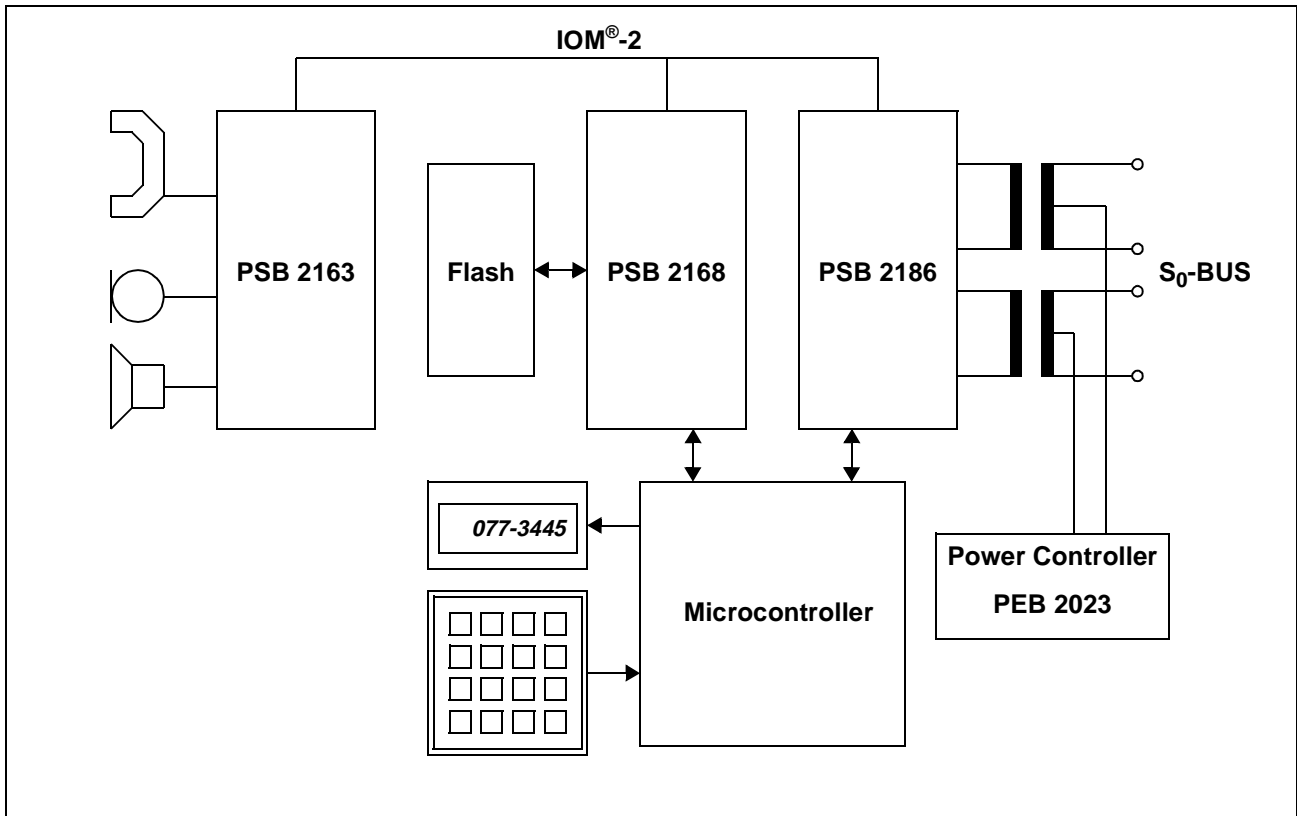 IOM®-2
PSB 2163
Flash
PSB 2168
PSB 2186
S0-BUS
077-3445
Microcontroller
Power Controller
PEB 2023